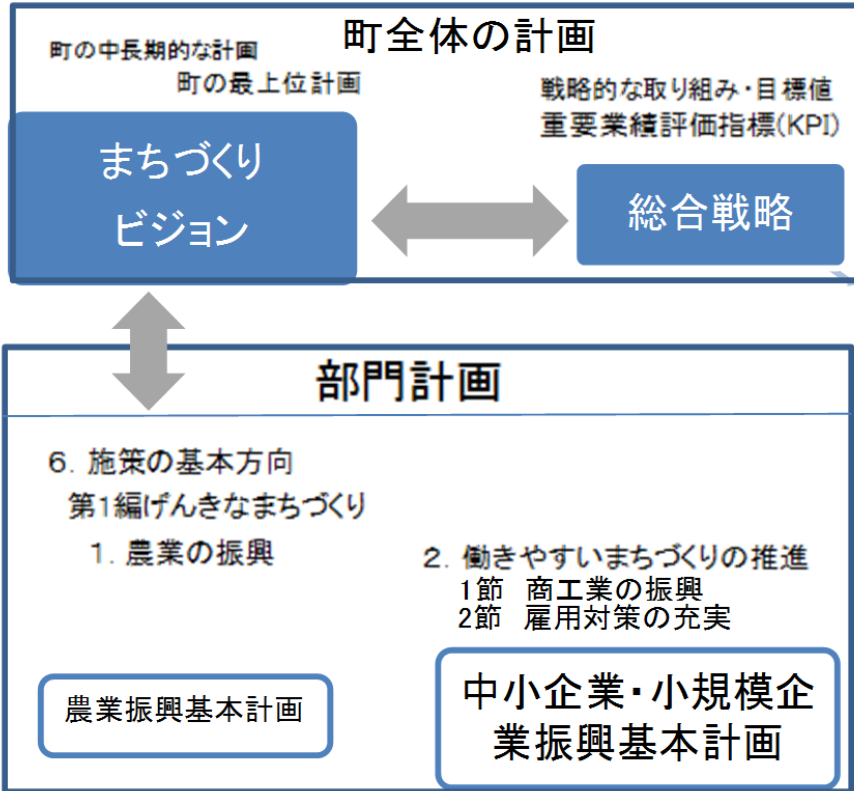 町全体の計画
町の中長期的な計画
町の最上位計画
戦略的な取り組み・目標値
重要業績評価指標(KPI)
まちづくり
ビジョン
総合戦略
部門計画
6. 施策の基本方向
第1編げんきなまちづくり
1. 農業の振興
2. 働きやすいまちづくりの推進
1節 商工業の振興
2節 雇用対策の充実
農業振興基本計画
中小企業・小規模企
業振興基本計画